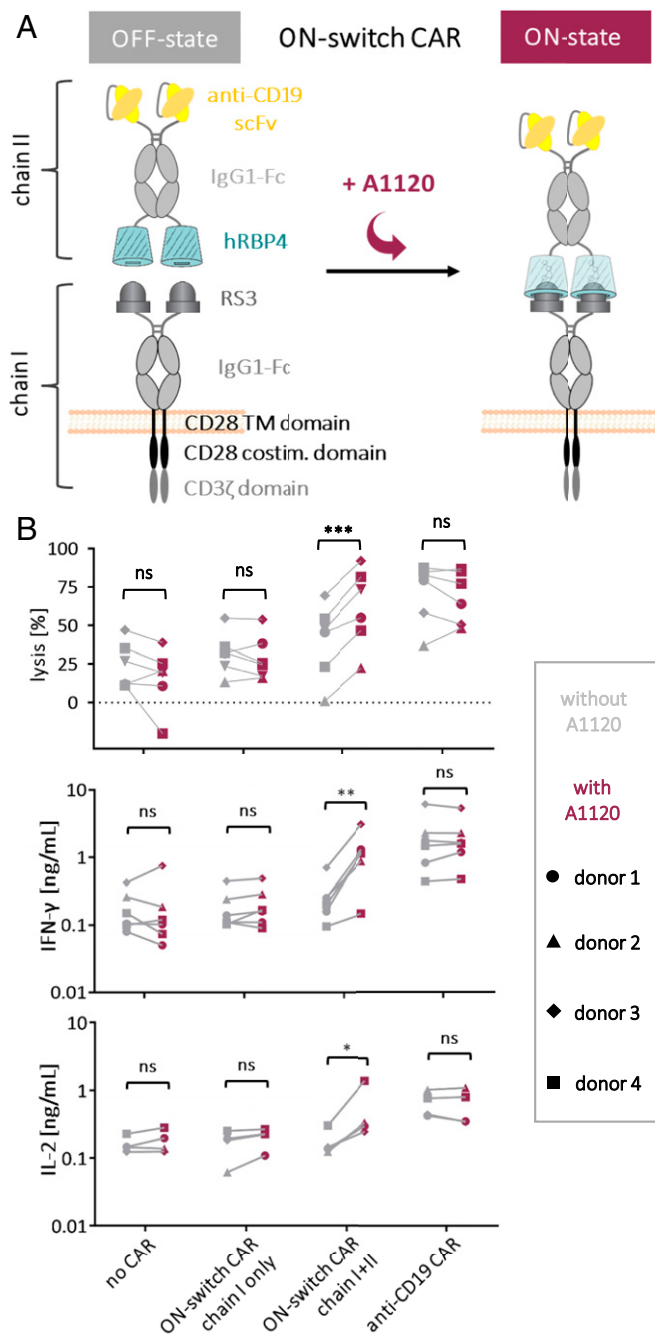 A
OFF-state
ON-switch CAR
ON-state
chain II
anti-CD19
scFv
IgG1-Fc
hRBP4
+ A1120
chain I
RS3
IgG1-Fc
CD28 TM domain
CD28 costim. domain
CD3ζ domain
B
lysis [%]
100
75
50
25
0
ns
ns
***
ns
IFN-γ [ng/mL]
10
1
0.1
0.01
ns
ns
**
ns
IL-2 [ng/mL]
10
1
0.1
0.01
ns
ns
*
ns
no CAR
ON-switch CAR
chain I only
ON-switch CAR
chain I+II
anti-CD19 CAR
without
A1120
with
A1120
donor 1
donor 2
donor 3
donor 4